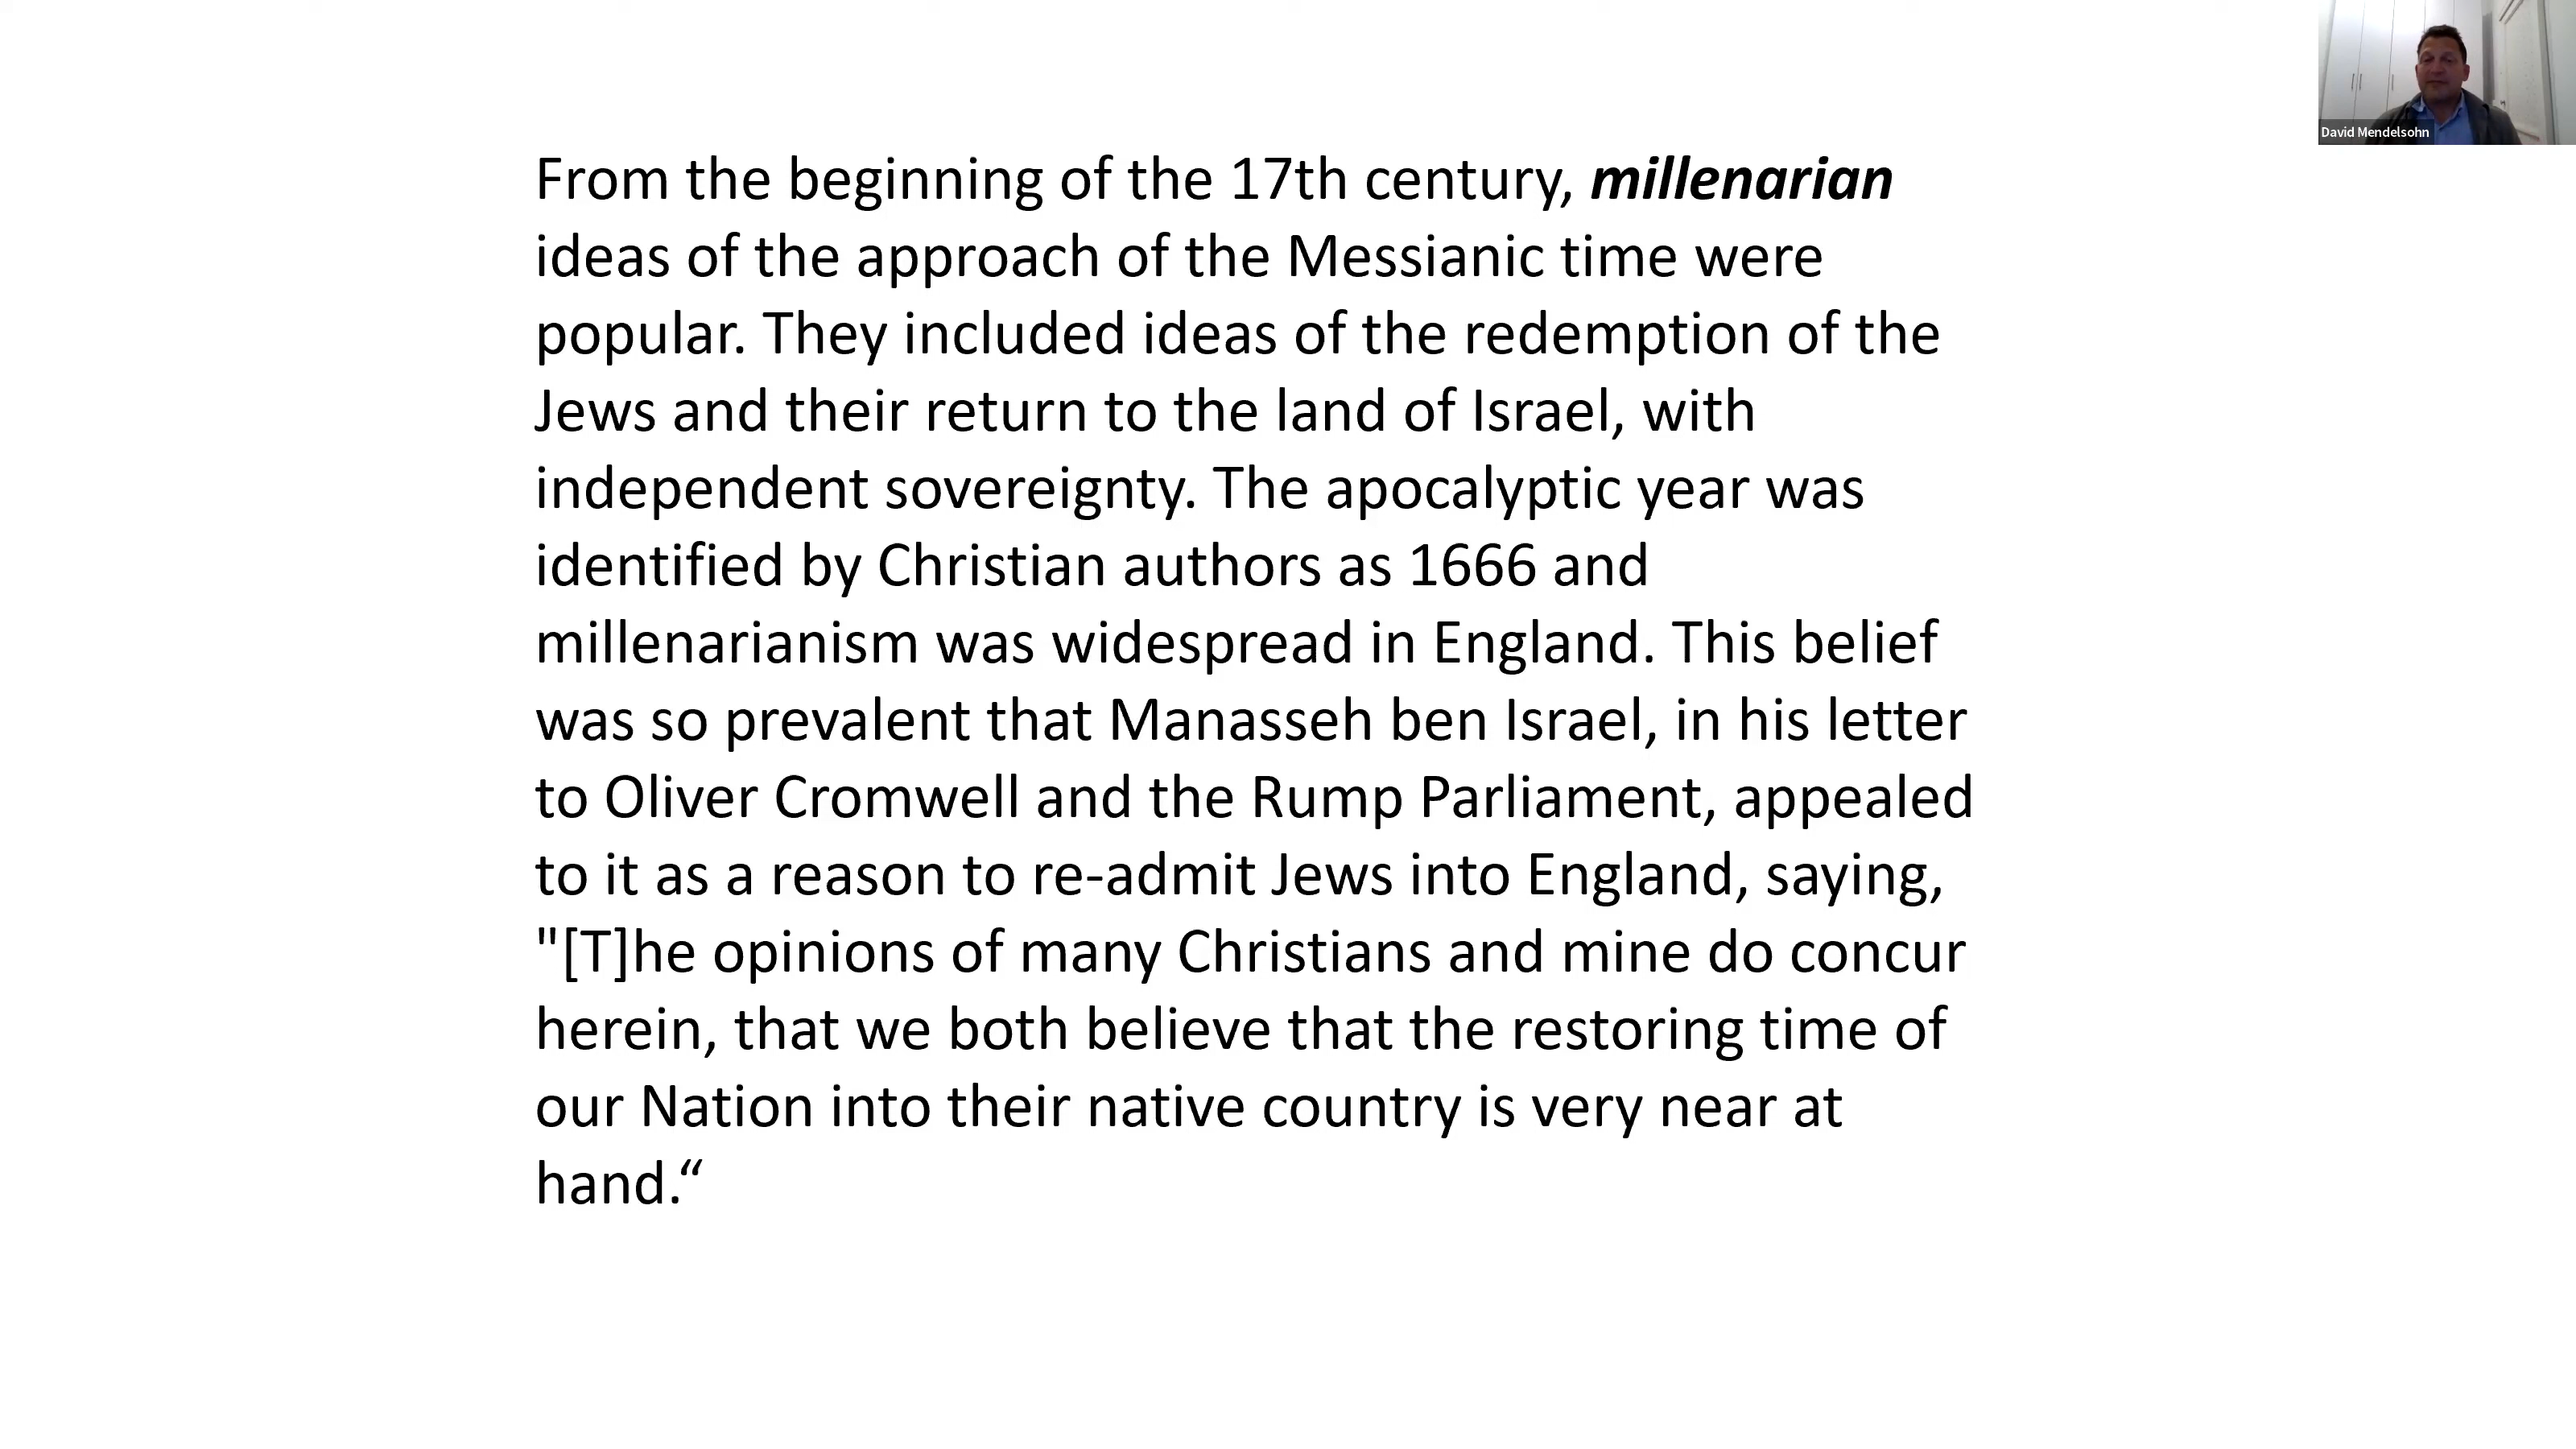 From the beginning of the 17th century, millenarian
ideas of the approach of the Messianic time were
popular. They included ideas of the redemption of the
Jews and their return to the land of Israel, with
independent sovereignty. The apocalyptic year was
identified by Christian authors as 1666 and
millenarianism was widespread in England. This belief
was so prevalent that Manasseh ben Israel, in his letter
to Oliver Cromwell and the Rump Parliament, appealed
to it as a reason to re-admit Jews into England, saying,
"[T]he opinions of many Christians and mine do concur
herein, that we both believe that the restoring time of
our Nation into their native country is very near at
hand.“
David Mendelsohn